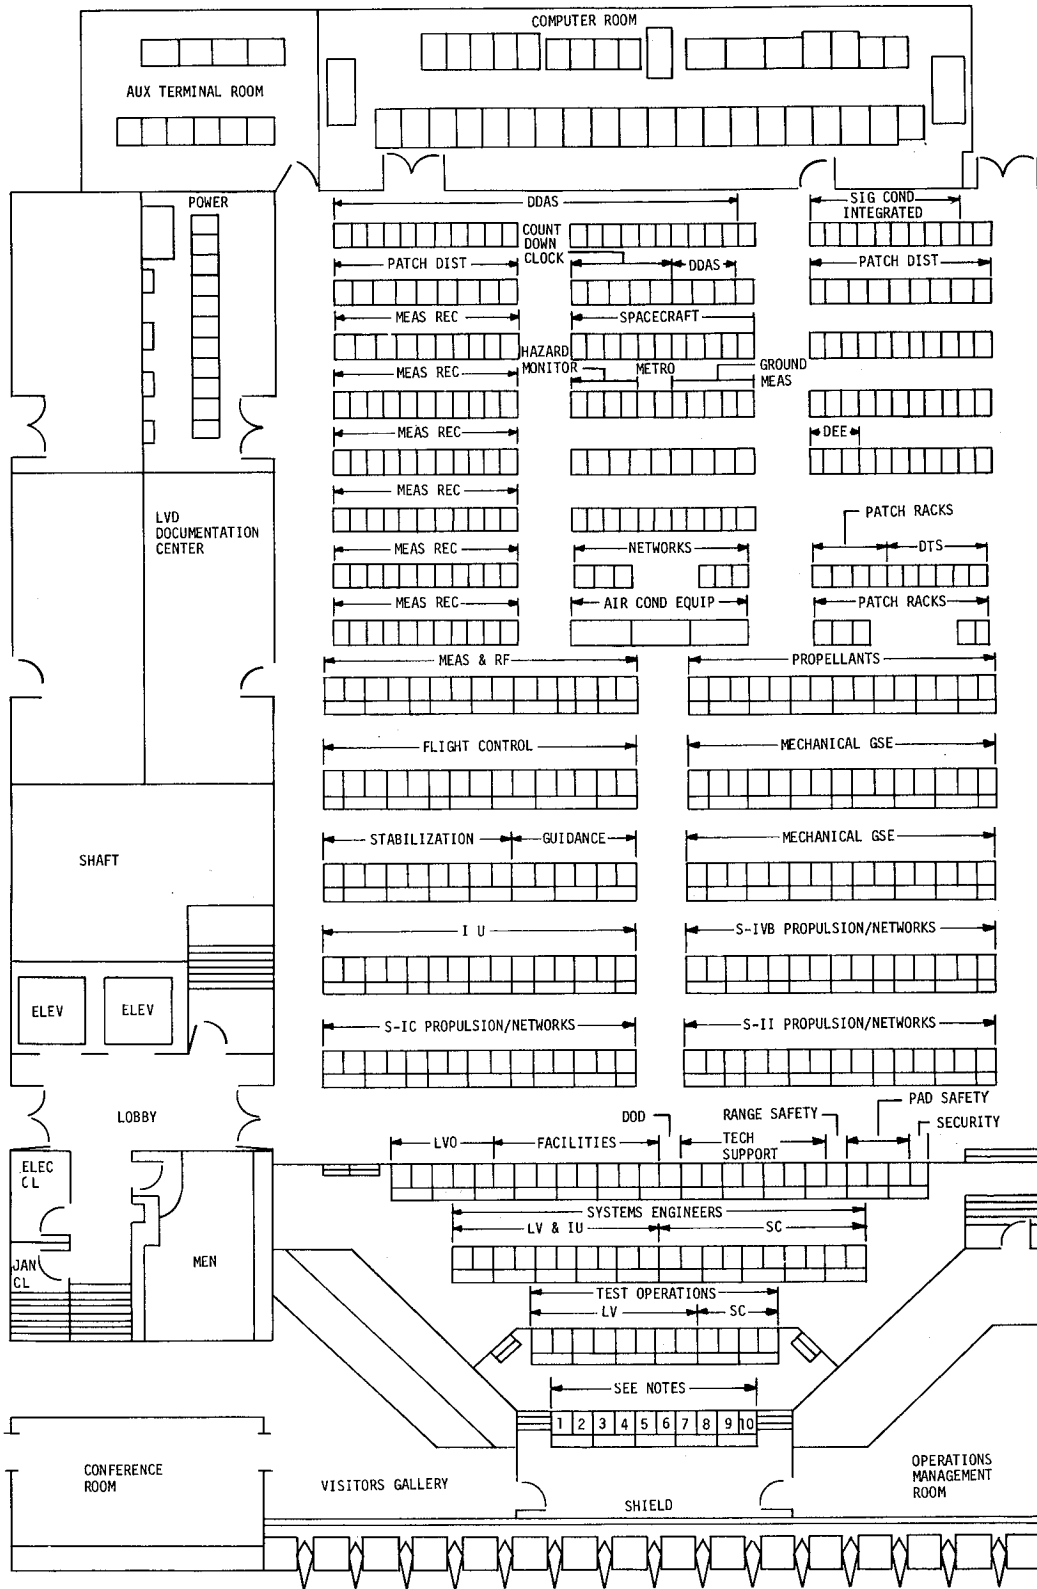 COMPUTER ROOM
AUX TERMINAL ROOM
POWER
DDAS
SIG COND
INTEGRATED
COUNT
DOWN
CLOCK
PATCH DIST
DDAS
PATCH DIST
MEAS REC
SPACECRAFT
HAZARD
MONITOR
METRO
GROUND
MEAS
MEAS REC
MEAS REC
DEE
MEAS REC
LVD
DOCUMENTATION
CENTER
PATCH RACKS
MEAS REC
NETWORKS
DTS
MEAS REC
AIR COND EQUIP
PATCH RACKS
MEAS & RF
PROPELLANTS
FLIGHT CONTROL
MECHANICAL GSE
STABILIZATION
GUIDANCE
MECHANICAL GSE
SHAFT
I U
S-IVB PROPULSION/NETWORKS
ELEV
ELEV
S-IC PROPULSION/NETWORKS
S-II PROPULSION/NETWORKS
LOBBY
DOD
RANGE SAFETY
PAD SAFETY
SECURITY
LVO
FACILITIES
TECH
SUPPORT
ELEC
CL
SYSTEMS ENGINEERS
LV & IU
SC
JAN
CL
MEN
TEST OPERATIONS
LV
SC
SEE NOTES
1 2 3 4 5 6 7 8 9 10
CONFERENCE
ROOM
VISITORS GALLERY
SHIELD
OPERATIONS
MANAGEMENT
ROOM